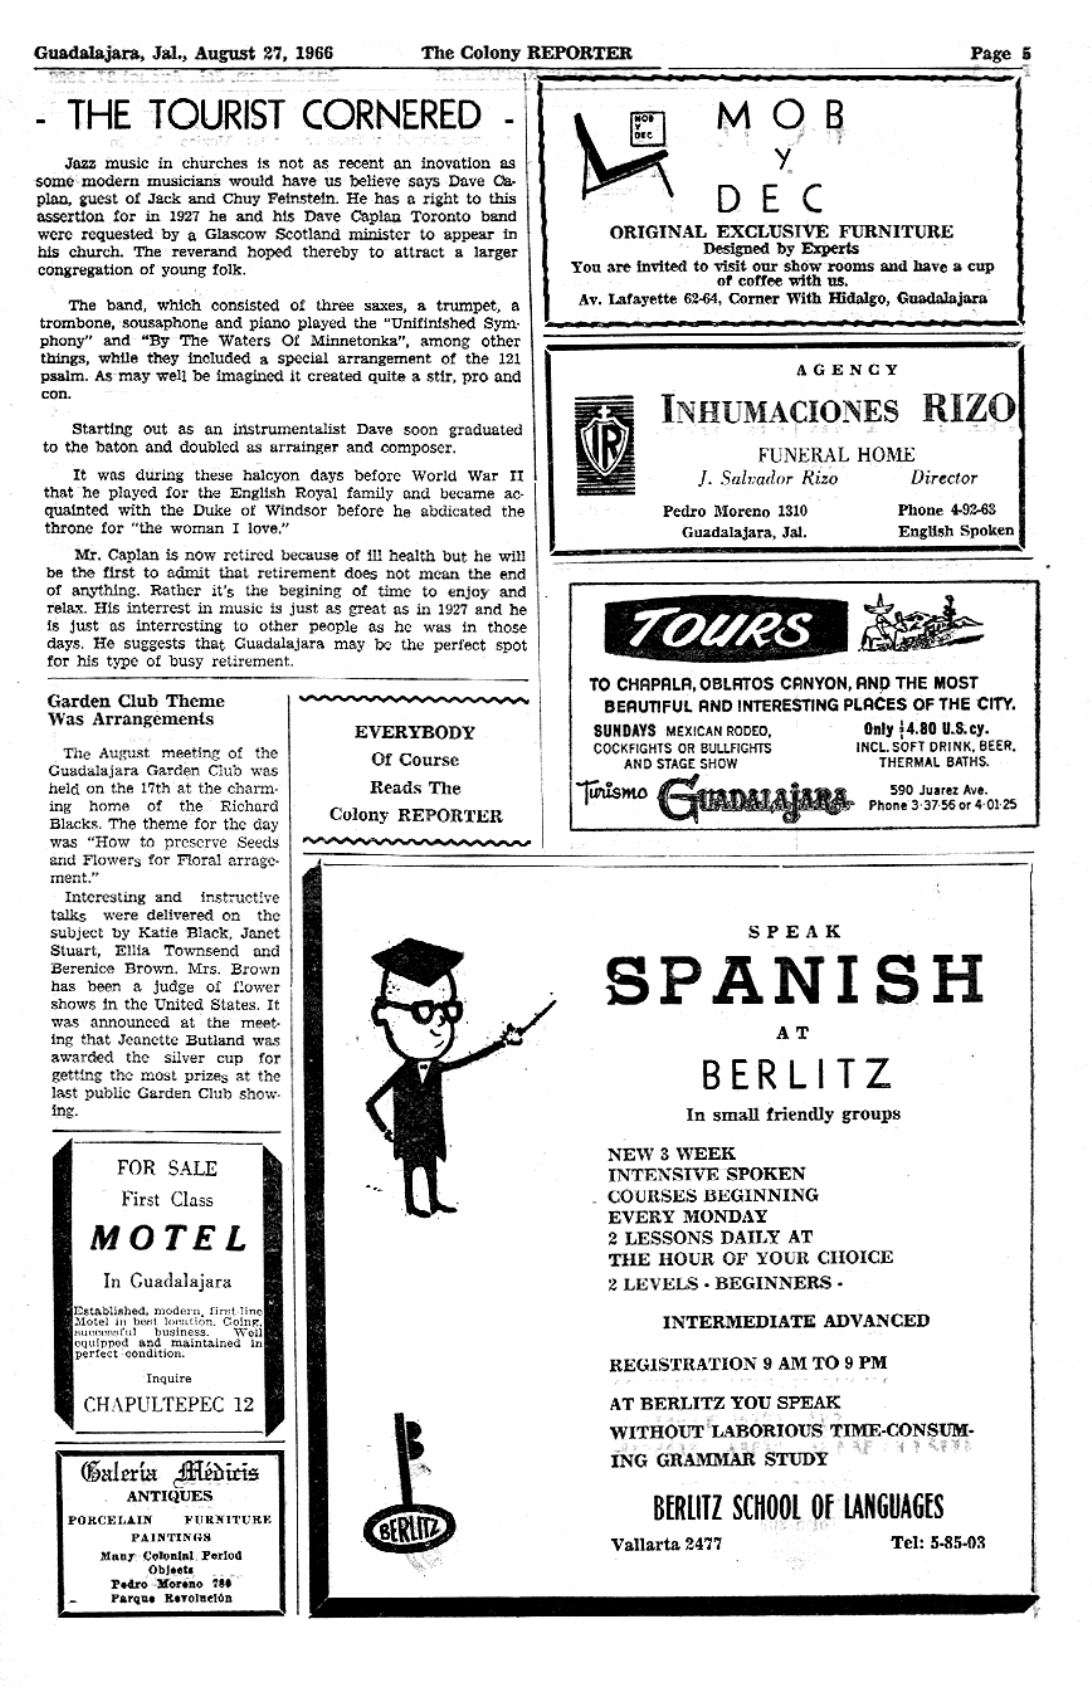 Guadalajara, Jal., August 27, 1966 The Colony REPORTER Page 5
- THE TOURIST CORNERED -
Jazz music in churches is not as recent an inovation as
some modern musicians would have us believe says Dave Ca-
plan, guest of Jack and Chuy Feinstein. He has a right to this
assertion for in 1927 he and his Dave Caplan Toronto band
were requested by a Glascow Scotland minister to appear in
his church. The reverand hoped thereby to attract a larger
congregation of young folk.
The band, which consisted of three saxes, a trumpet, a
trombone, sousaphone and piano played the "Unifinished Sym-
phony" and "By The Waters Of Minnetonka", among other
things, while they included a special arrangement of the 121
psalm. As may well be imagined it created quite a stir, pro and
con.
Starting out as an instrumentalist Dave soon graduated
to the baton and doubled as arrainger and composer.
It was during these halcyon days before World War II
that he played for the English Royal family and became ac-
quainted with the Duke of Windsor before he abdicated the
throne for "the woman I love."
Mr. Caplan is now retired because of ill health but he will
be the first to admit that retirement does not mean the end
of anything. Rather it's the begining of time to enjoy and
relax. His interrest in music is just as great as in 1927 and he
is just as interresting to other people as he was in those
days. He suggests that Guadalajara may be the perfect spot
for his type of busy retirement.
Garden Club Theme
Was Arrangements
The August meeting of the
Guadalajara Garden Club was
held on the 17th at the charm-
ing home of the Richard
Blacks. The theme for the day
was "How to preserve Seeds
and Flowers for Floral arrage-
ment."
Interesting and instructive
talks were delivered on the
subject by Katie Black, Janet
Stuart, Ellia Townsend and
Berenice Brown. Mrs. Brown
has been a judge of flower
shows in the United States. It
was announced at the meet-
ing that Jeanette Butland was
awarded the silver cup for
getting the most prizes at the
last public Garden Club show-
ing.
EVERYBODY
Of Course
Reads The
Colony REPORTER
FOR SALE
First Class
MOTEL
In Guadalajara
Established, modern, first line
Motel in best location. Going,
successful business. Well
equipped and maintained in
perfect condition.
Inquire
CHAPULTEPEC 12
Galería Médicis
ANTIQUES
PORCELAIN FURNITURE
PAINTINGS
Many Colonial Period
Objects
Pedro Moreno 780
Parque Revolución
MOB
Y
DEC
MOB
Y
DEC
ORIGINAL EXCLUSIVE FURNITURE
Designed by Experts
You are invited to visit our show rooms and have a cup
of coffee with us.
Av. Lafayette 62-64, Corner With Hidalgo, Guadalajara
AGENCY
IR
INHUMACIONES RIZO
FUNERAL HOME
J. Salvador Rizo Director
Pedro Moreno 1310 Phone 4-92-63
Guadalajara, Jal. English Spoken
TOURS
TO CHAPALA, OBLATOS CANYON, AND THE MOST
BEAUTIFUL AND INTERESTING PLACES OF THE CITY.
SUNDAYS MEXICAN RODEO,
COCKFIGHTS OR BULLFIGHTS
AND STAGE SHOW
Only $4.80 U.S.cy.
INCL. SOFT DRINK, BEER,
THERMAL BATHS.
Turismo GUADALAJARA
590 Juarez Ave.
Phone 3-37-56 or 4-01-25
SPEAK
SPANISH
AT
BERLITZ
In small friendly groups
NEW 3 WEEK
INTENSIVE SPOKEN
COURSES BEGINNING
EVERY MONDAY
2 LESSONS DAILY AT
THE HOUR OF YOUR CHOICE
2 LEVELS - BEGINNERS -
INTERMEDIATE ADVANCED
REGISTRATION 9 AM TO 9 PM
AT BERLITZ YOU SPEAK
WITHOUT LABORIOUS TIME-CONSUM-
ING GRAMMAR STUDY
B
BERLITZ
BERLITZ SCHOOL OF LANGUAGES
Vallarta 2477 Tel: 5-85-03